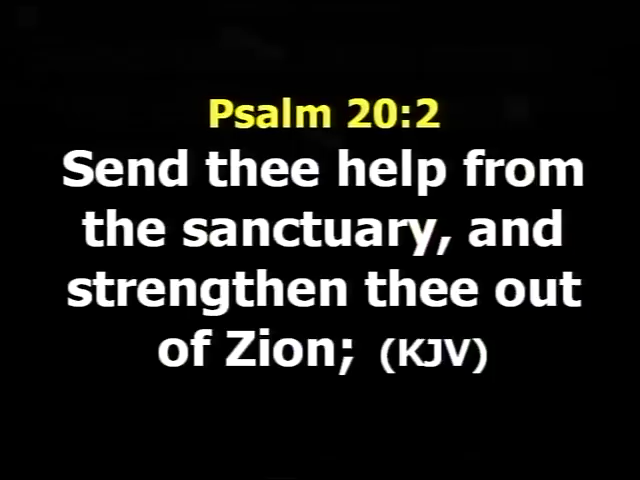 Psalm 20:2
Send thee help from
the sanctuary, and
strengthen thee out
of Zion; (KJV)